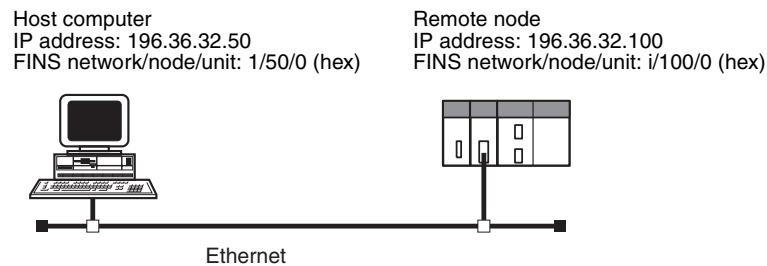 Host computer
IP address: 196.36.32.50
FINS network/node/unit: 1/50/0 (hex)
Remote node
IP address: 196.36.32.100
FINS network/node/unit: i/100/0 (hex)
Ethernet